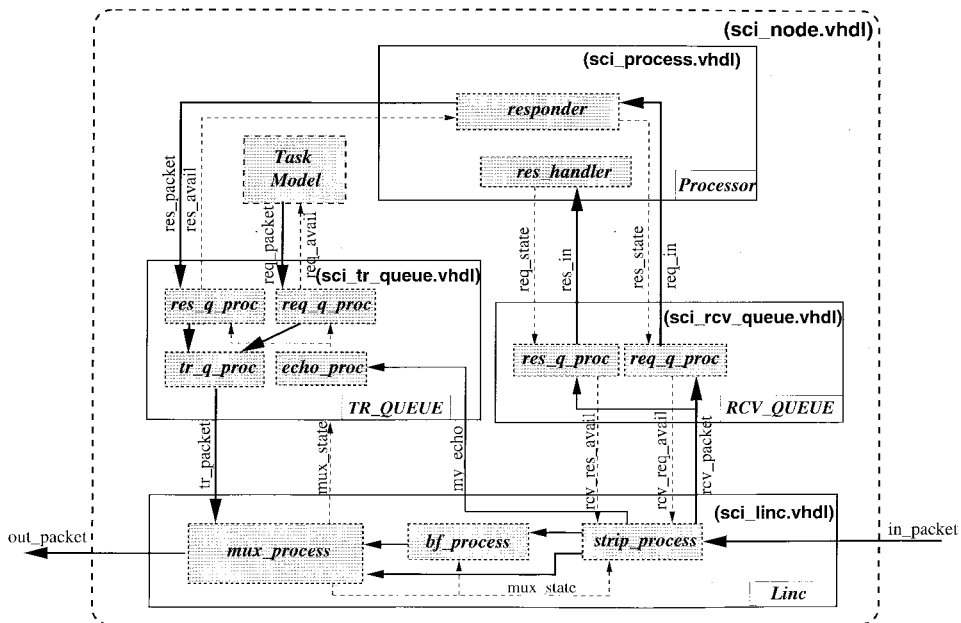 (sci_node.vhdl)
(sci_process.vhdl)
responder
Task
Model
res_handler
Processor
res_packet
res_avail
req_packet
req_avail
req_state
res_in
res_state
req_in
(sci_tr_queue.vhdl)
res_q_proc
req_q_proc
(sci_rcv_queue.vhdl)
tr_q_proc
echo_proc
res_q_proc
req_q_proc
TR_QUEUE
RCV_QUEUE
tr_packet
mux_state
my_echo
rcv_res_avail
rcv_req_avail
rcv_packet
(sci_linc.vhdl)
out_packet
in_packet
mux_process
bf_process
strip_process
mux_state
Linc